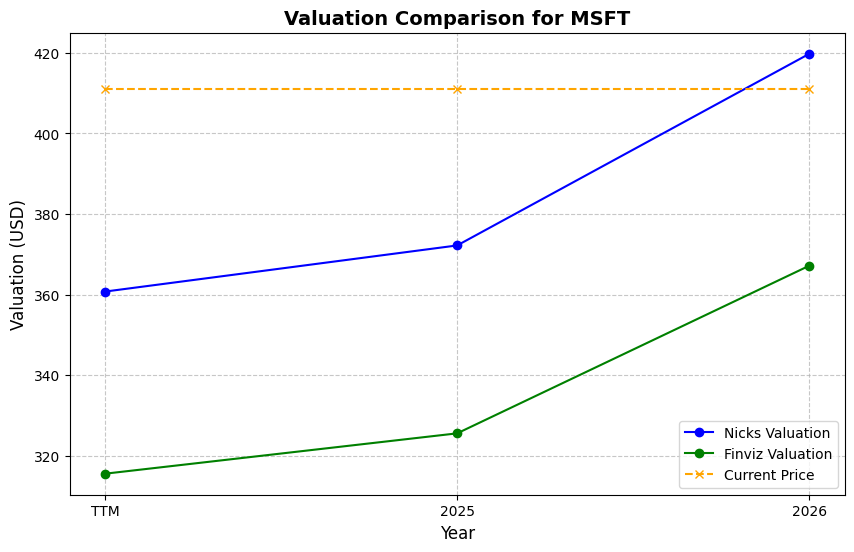 Valuation Comparison for MSFT
Valuation (USD)
420
400
380
360
340
320
TTM
2025
2026
Year
Nicks Valuation
Finviz Valuation
Current Price